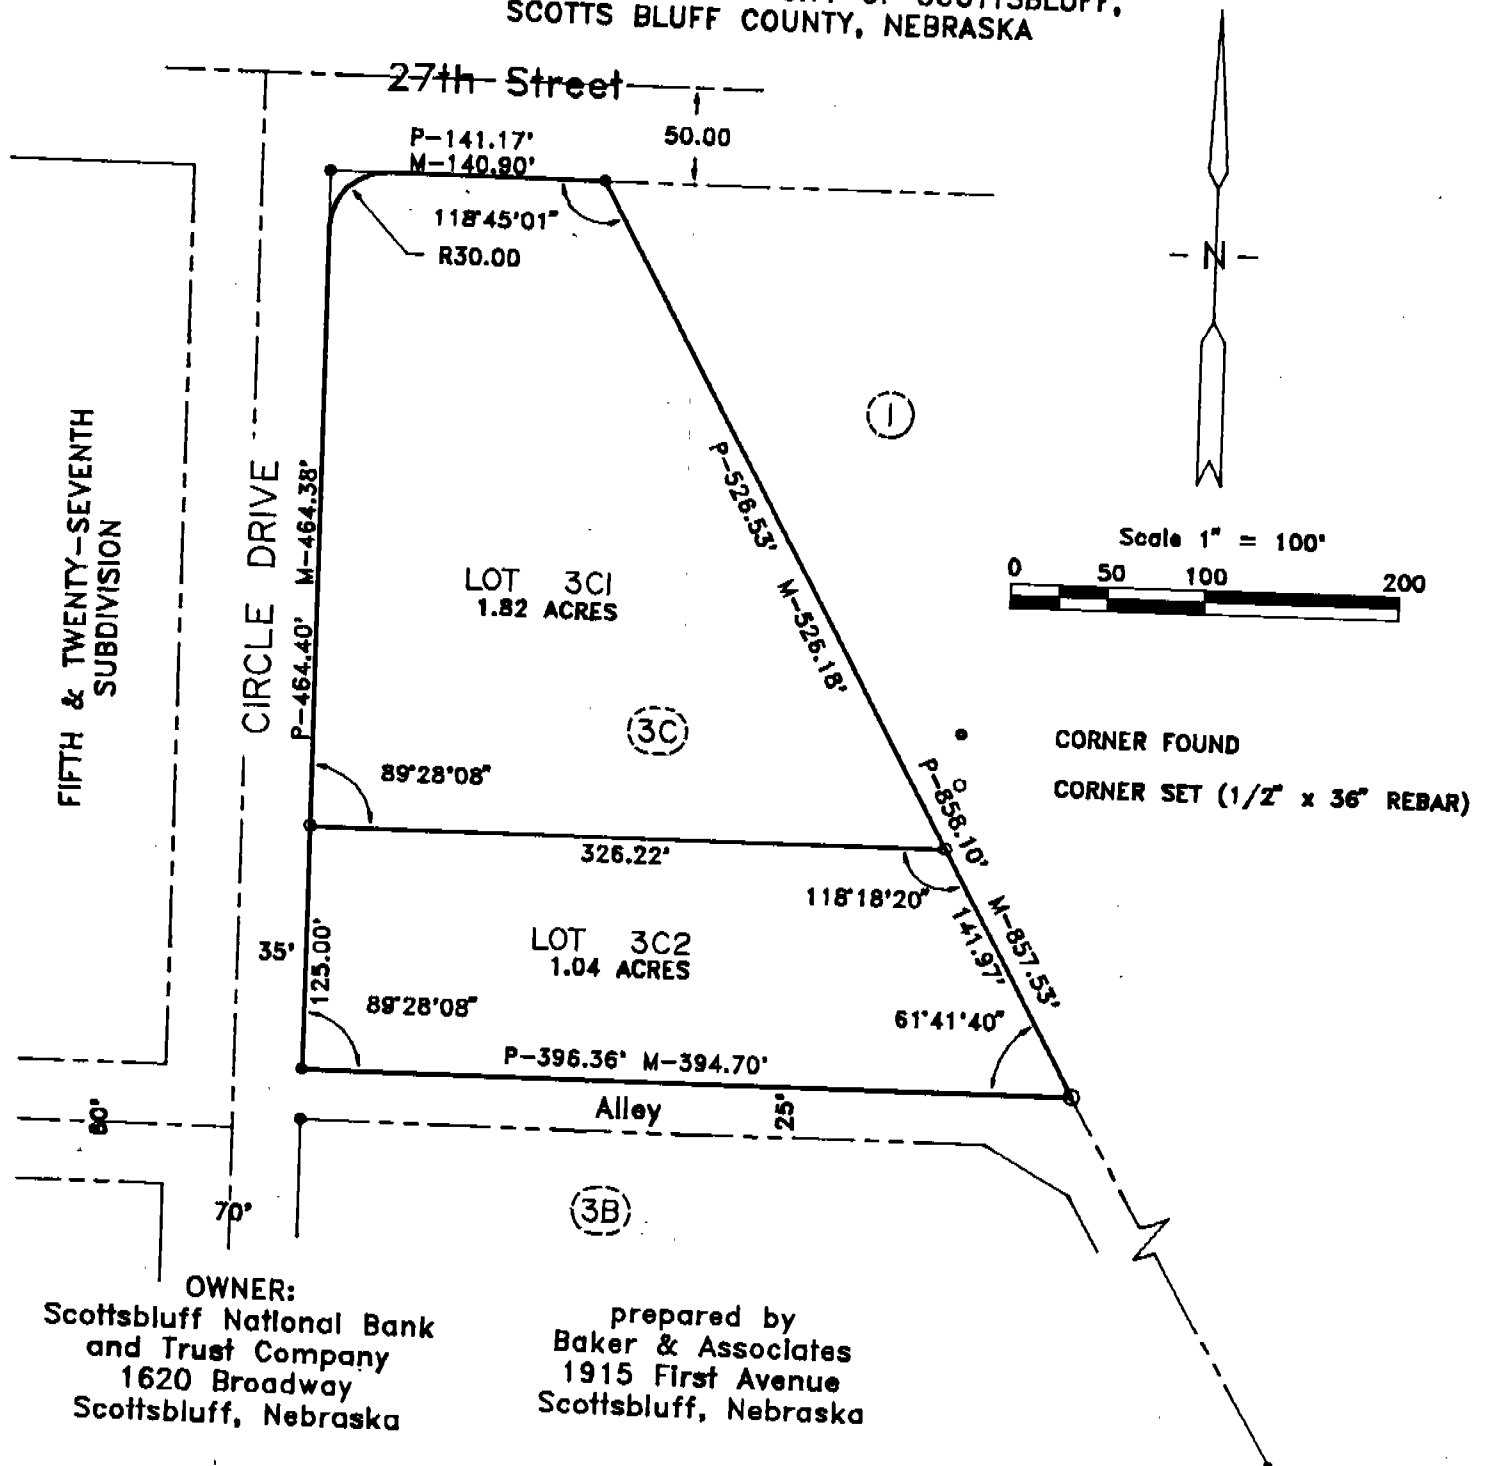 SCOTTSBLUFF,
SCOTTS BLUFF COUNTY, NEBRASKA
27th Street
50.00
P-141.17'
M-140.90'
118°45'01"
R30.00
N
1
FIFTH & TWENTY-SEVENTH
SUBDIVISION
CIRCLE DRIVE
P-464.40' M-464.38'
P-526.53' M-526.18'
Scale 1" = 100'
0 50 100 200
LOT 3C1
1.82 ACRES
3C
CORNER FOUND
CORNER SET (1/2" x 36" REBAR)
89°28'08"
326.22'
P-858.10' M-857.53'
118°18'20"
141.97'
35'
125.00'
LOT 3C2
1.04 ACRES
89°28'08"
61°41'40"
P-396.36' M-394.70'
Alley
25'
70'
3B
OWNER:
Scottsbluff National Bank
and Trust Company
1620 Broadway
Scottsbluff, Nebraska
prepared by
Baker & Associates
1915 First Avenue
Scottsbluff, Nebraska